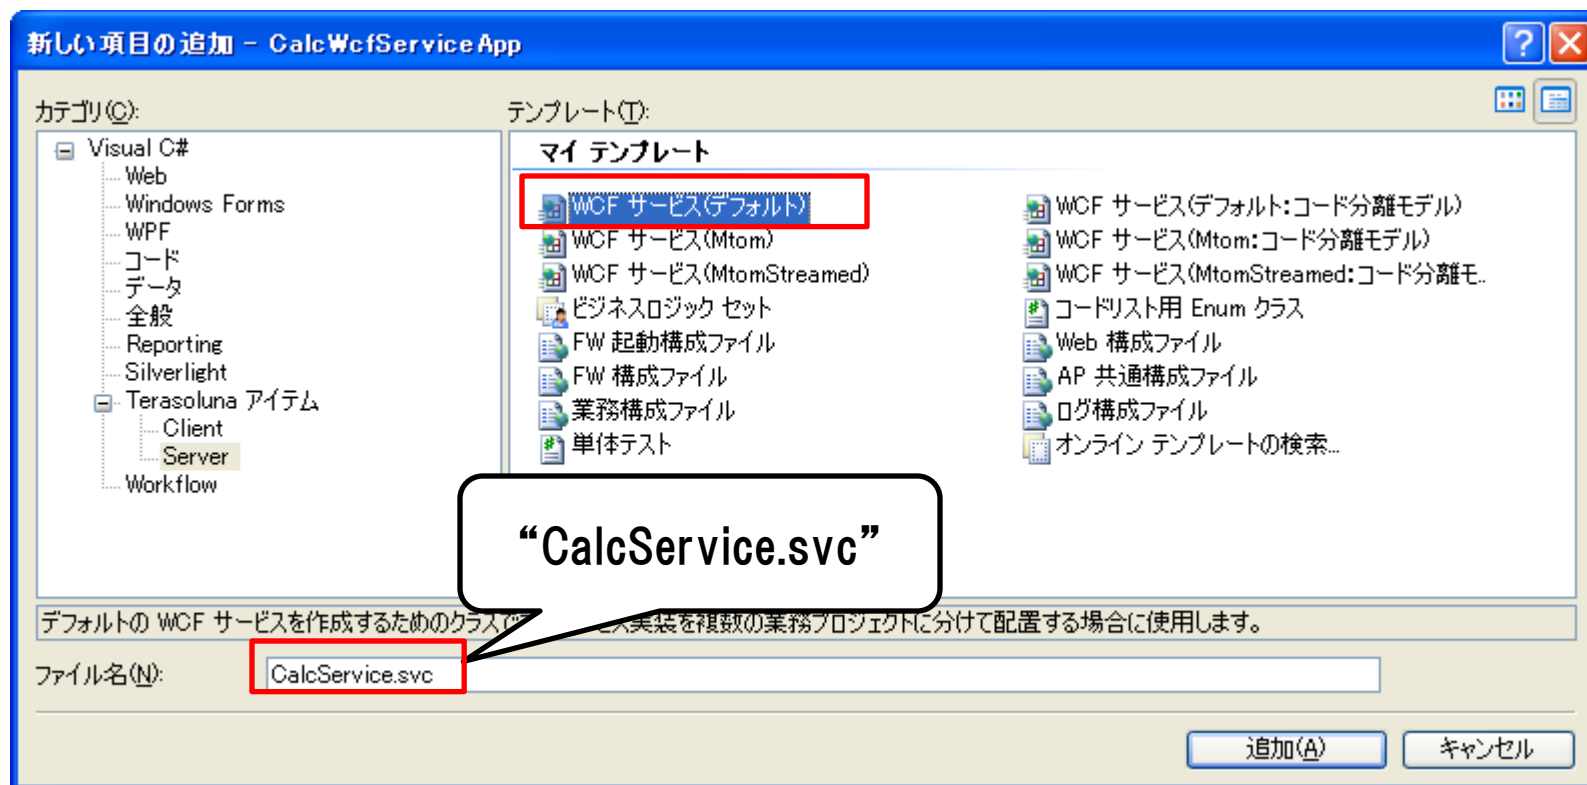 新しい項目の追加 - CalcWcfServiceApp
カテゴリ(C):
テンプレート(T):
Visual C#
Web
Windows Forms
WPF
コード
データ
全般
Reporting
Silverlight
Terasoluna アイテム
Client
Server
Workflow
マイ テンプレート
WCF サービス(デフォルト)
WCF サービス(デフォルト:コード分離モデル)
WCF サービス(Mtom)
WCF サービス(Mtom:コード分離モデル)
WCF サービス(MtomStreamed)
WCF サービス(MtomStreamed:コード分離モ..
ビジネスロジック セット
コードリスト用 Enum クラス
FW 起動構成ファイル
Web 構成ファイル
FW 構成ファイル
AP 共通構成ファイル
業務構成ファイル
ログ構成ファイル
単体テスト
オンライン テンプレートの検索...
“CalcService.svc”
デフォルトの WCF サービスを作成するためのクラス ス実装を複数の業務プロジェクトに分けて配置する場合に使用します。
ファイル名(N):
CalcService.svc
追加(A)
キャンセル